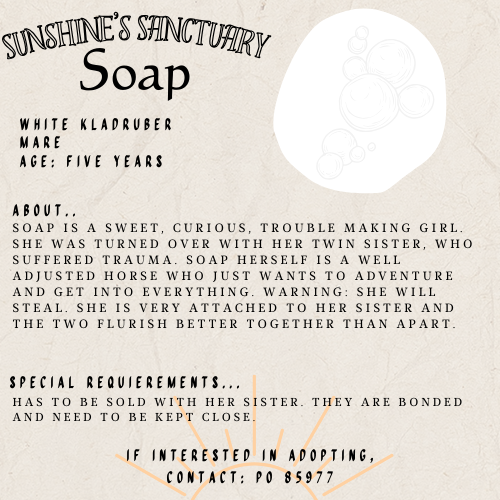 SUNSHINE'S SANCTUARY
Soap
WHITE KLADRUBER
MARE
AGE: FIVE YEARS
ABOUT..
SOAP IS A SWEET, CURIOUS, TROUBLE MAKING GIRL.
SHE WAS TURNED OVER WITH HER TWIN SISTER, WHO
SUFFERED TRAUMA. SOAP HERSELF IS A WELL
ADJUSTED HORSE WHO JUST WANTS TO ADVENTURE
AND GET INTO EVERYTHING. WARNING: SHE WILL
STEAL. SHE IS VERY ATTACHED TO HER SISTER AND
THE TWO FLURISH BETTER TOGETHER THAN APART.
SPECIAL REQUIEREMENTS...
HAS TO BE SOLD WITH HER SISTER. THEY ARE BONDED
AND NEED TO BE KEPT CLOSE.
IF INTERESTED IN ADOPTING,
CONTACT: PO 85977